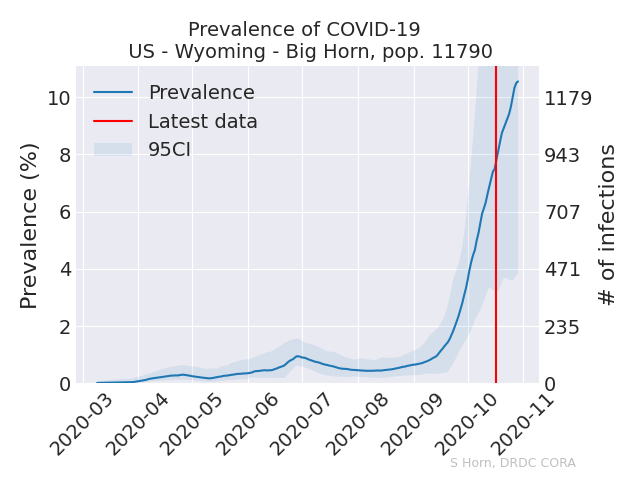 Prevalence of COVID-19
US - Wyoming - Big Horn, pop. 11790
Prevalence
Latest data
95CI
Prevalence (%)
10
8
6
4
2
0
1179
943
707
471
235
0
# of infections
2020-03
2020-04
2020-05
2020-06
2020-07
2020-08
2020-09
2020-10
2020-11
S Horn, DRDC CORA